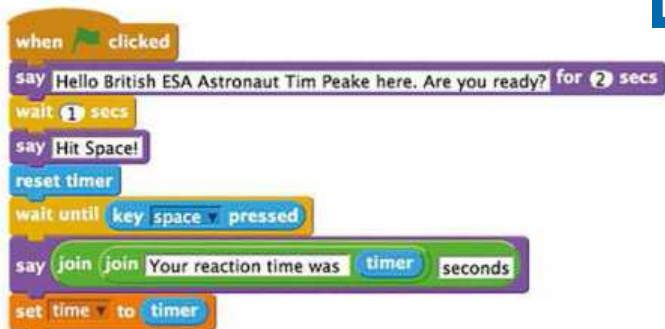 when clicked
say Hello British ESA Astronaut Tim Peake here. Are you ready? for 2 secs
wait 1 secs
say Hit Space!
reset timer
wait until key space pressed
say join join Your reaction time was timer seconds
set time to timer